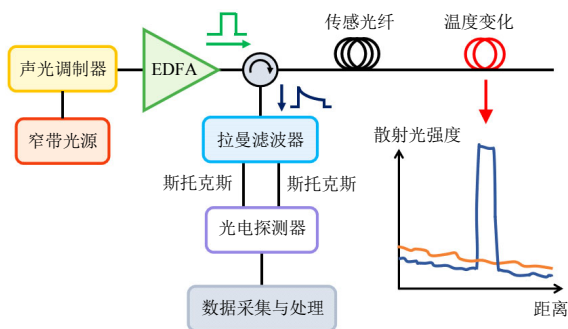 传感光纤
温度变化
声光调制器
EDFA
窄带光源
拉曼滤波器
散射光强度
斯托克斯
斯托克斯
光电探测器
数据采集与处理
距离